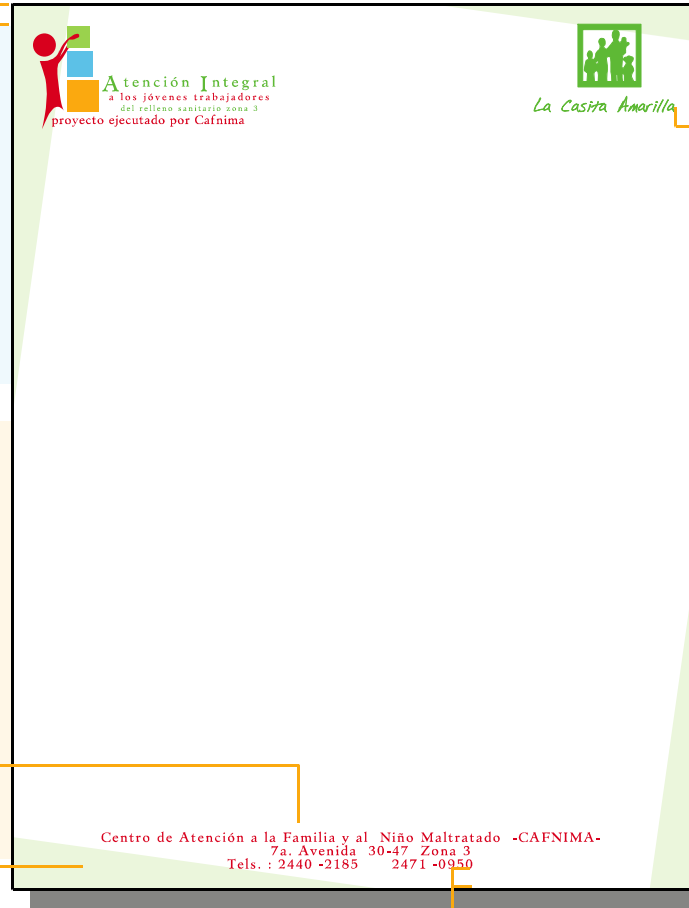 Atención Integral
a los jóvenes trabajadores
del relleno sanitario zona 3
proyecto ejecutado por Cafnima
La Casita Amarilla
Centro de Atención a la Familia y al Niño Maltratado -CAFNIMA-
7a. Avenida 30-47 Zona 3
Tels. : 2440 -2185 2471 -0950